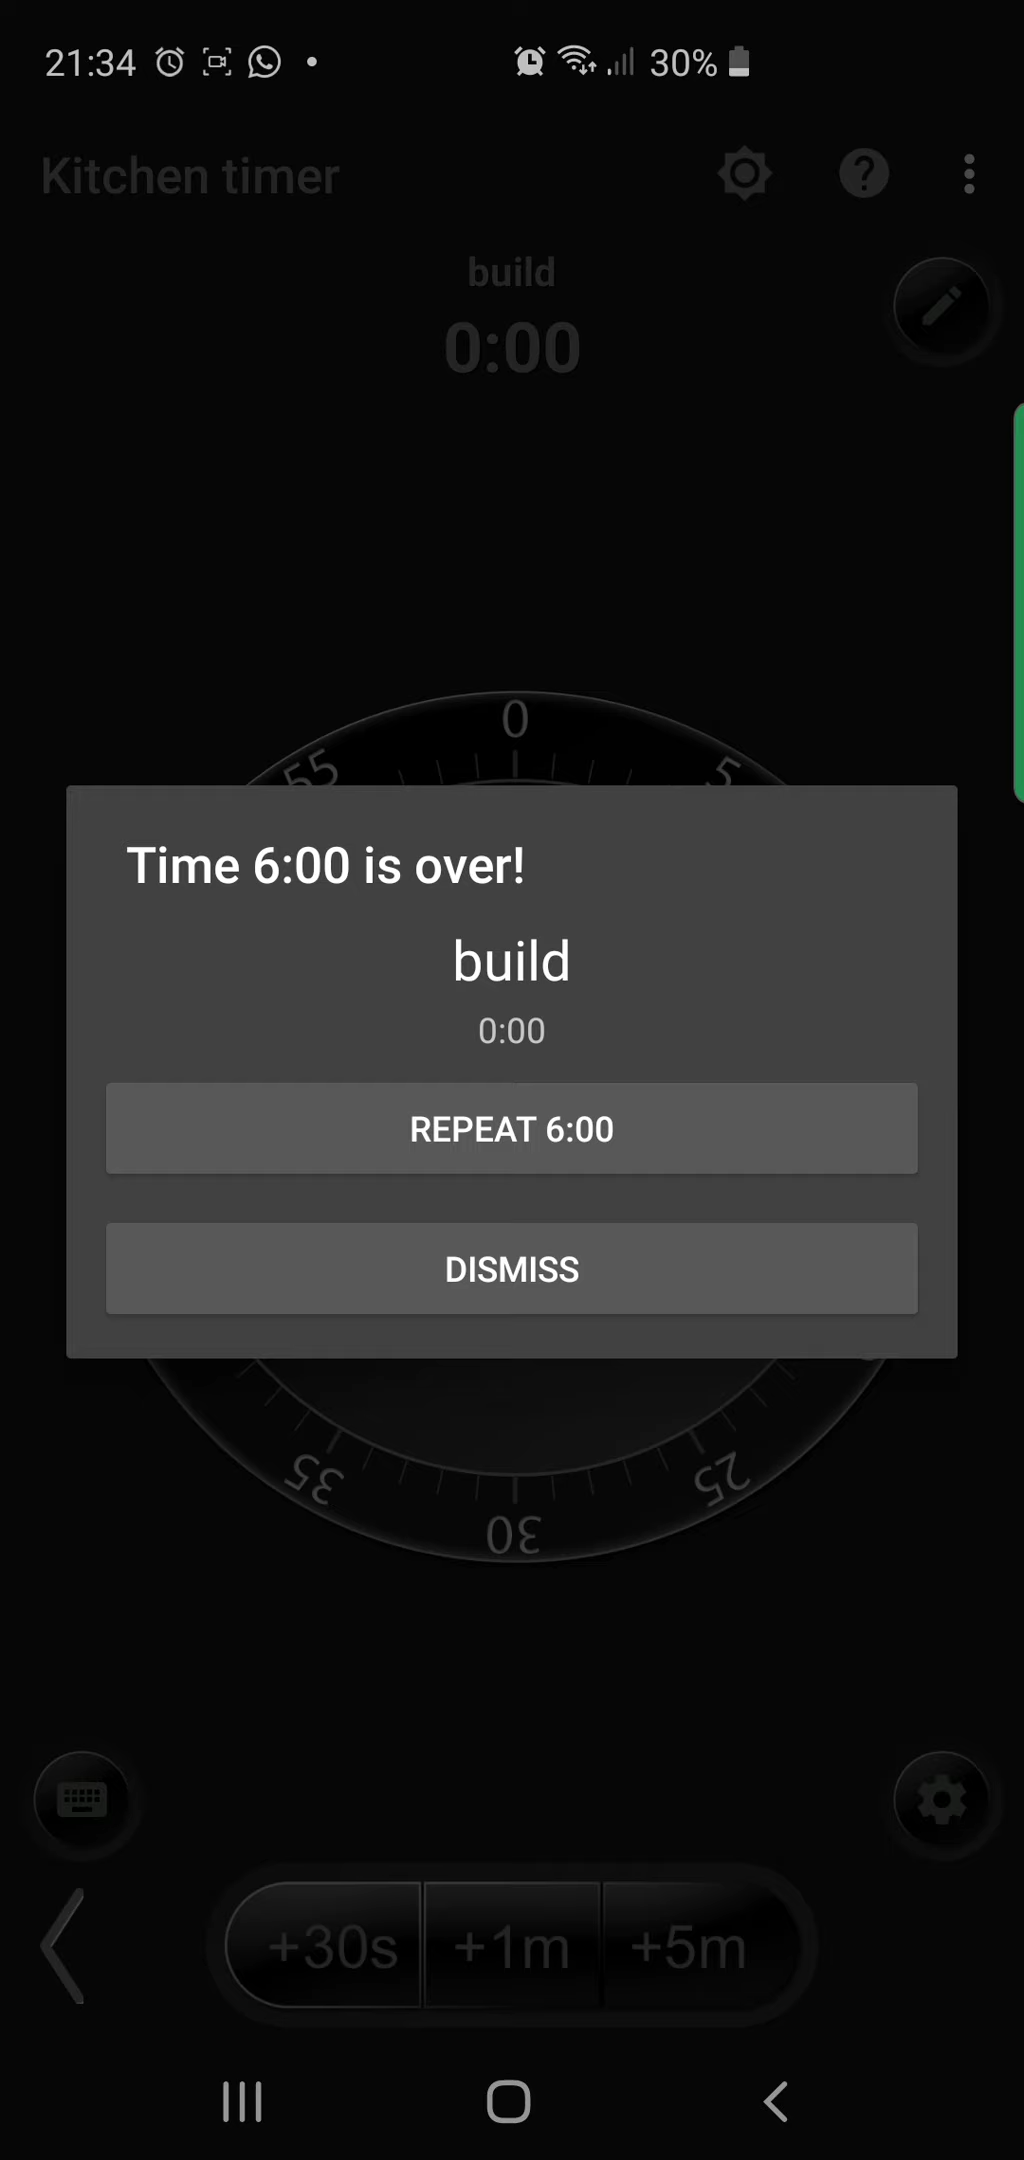 21:34 30%
Kitchen timer
build
0:00
0
55 5
Time 6:00 is over!
build
0:00
REPEAT 6:00
DISMISS
35 25
30
+30s +1m +5m